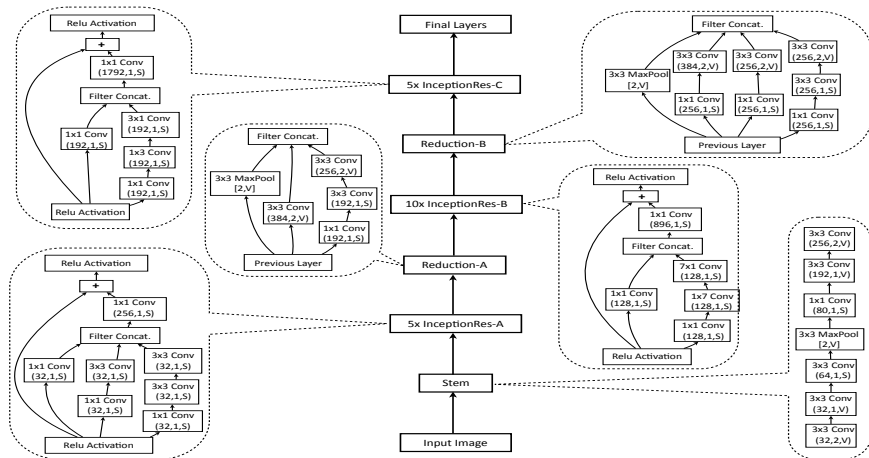 Relu Activation
+
1x1 Conv
(1792,1,S)
Filter Concat.
1x1 Conv
(192,1,S)
3x1 Conv
(192,1,S)
1x3 Conv
(192,1,S)
1x1 Conv
(192,1,S)
Relu Activation
Filter Concat.
3x3 MaxPool
[2,V]
3x3 Conv
(384,2,V)
3x3 Conv
(256,2,V)
3x3 Conv
(192,1,S)
1x1 Conv
(192,1,S)
Previous Layer
Relu Activation
+
1x1 Conv
(256,1,S)
Filter Concat.
1x1 Conv
(32,1,S)
3x3 Conv
(32,1,S)
1x1 Conv
(32,1,S)
3x3 Conv
(32,1,S)
3x3 Conv
(32,1,S)
1x1 Conv
(32,1,S)
Relu Activation
Final Layers
5x InceptionRes-C
Reduction-B
10x InceptionRes-B
Reduction-A
5x InceptionRes-A
Stem
Input Image
Filter Concat.
3x3 MaxPool
[2,V]
3x3 Conv
(384,2,V)
1x1 Conv
(256,1,S)
3x3 Conv
(256,2,V)
1x1 Conv
(256,1,S)
3x3 Conv
(256,2,V)
3x3 Conv
(256,1,S)
1x1 Conv
(256,1,S)
Previous Layer
Relu Activation
+
1x1 Conv
(896,1,S)
Filter Concat.
1x1 Conv
(128,1,S)
7x1 Conv
(128,1,S)
1x7 Conv
(128,1,S)
1x1 Conv
(128,1,S)
Relu Activation
3x3 Conv
(256,2,V)
3x3 Conv
(192,1,V)
1x1 Conv
(80,1,S)
3x3 MaxPool
[2,V]
3x3 Conv
(64,1,S)
3x3 Conv
(32,1,V)
3x3 Conv
(32,2,V)